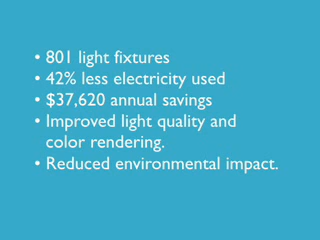 • 801 light fixtures
• 42% less electricity used
• $37,620 annual savings
• Improved light quality and
color rendering.
• Reduced environmental impact.